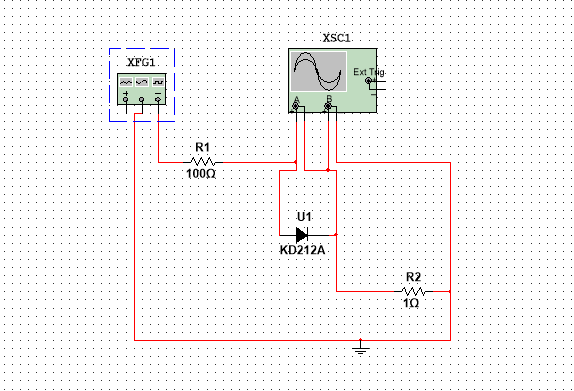 XSC1
XFG1
Ext Trig
+
-
A
B
+
-
+
-
+
-
R1
100Ω
U1
KD212A
R2
1Ω